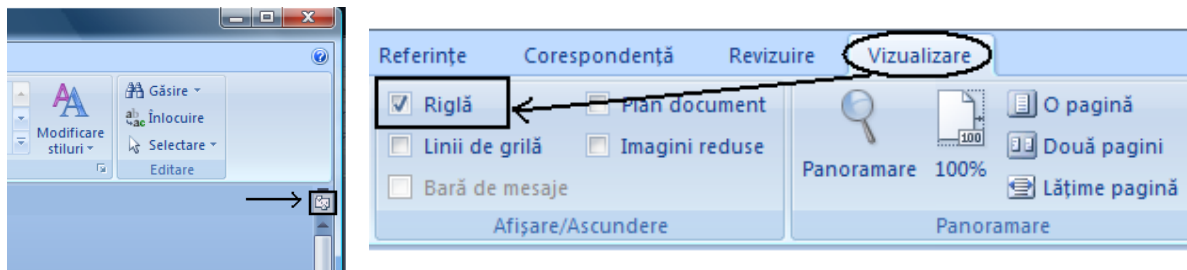 Găsire
Înlocuire
Selectare
Modificare
stiluri
Editare
Referințe Corespondență Revizuire Vizualizare
Riglă Plan document
Linii de grilă Imagini reduse
Bară de mesaje
Afișare/Ascundere
Panoramare 100%
100
O pagină
Două pagini
Lățime pagină
Panoramare